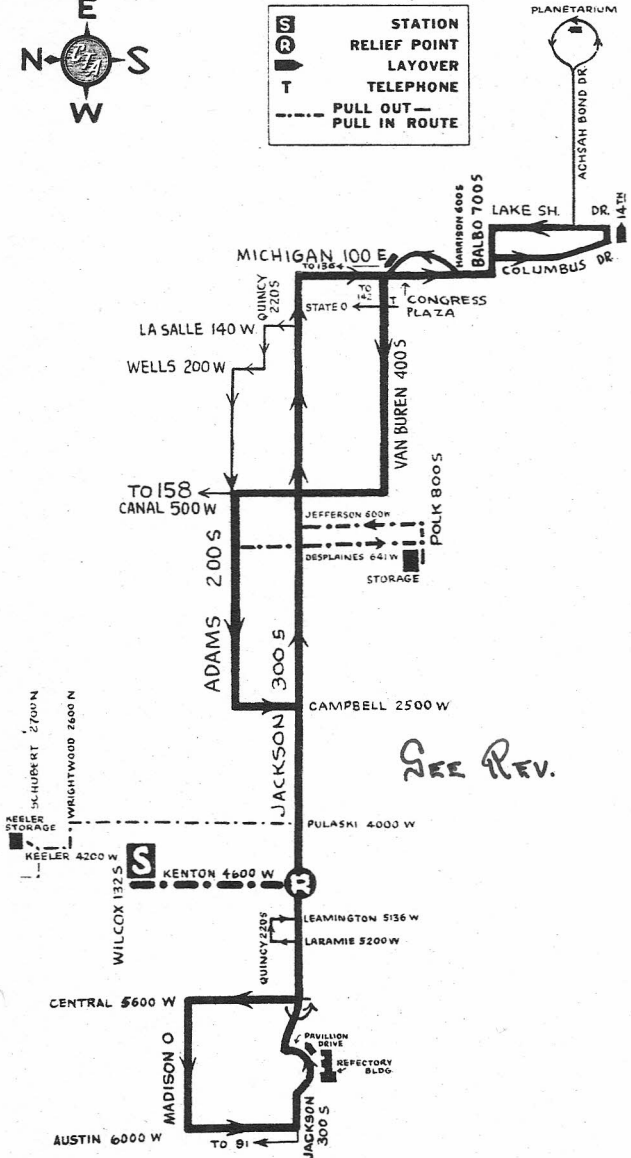 E
N
CTA
S
W
S STATION
R RELIEF POINT
LAYOVER
T TELEPHONE
PULL OUT—
PULL IN ROUTE
PLANETARIUM
ACHSAH BOND DR.
LAKE SH. DR.
14TH
HARRISON 600S
BALBO 700S
COLUMBUS DR
MICHIGAN 100 E
TO 1364
QUINCY
220S
STATE 0
TO
142
T
CONGRESS
PLAZA
LA SALLE 140 W
WELLS 200 W
VAN BUREN 400S
TO 158
CANAL 500 W
JEFFERSON 600W
POLK 800S
DESPLAINES 641W
STORAGE
ADAMS 200 S
JACKSON 300 S
CAMPBELL 2500 W
SEE REV.
SCHUBERT 2700 N
WRIGHTWOOD 2600 N
KEELER
STORAGE
KEELER 4200 W
PULASKI 4000 W
S
KENTON 4600 W
R
WILCOX 132S
LEAMINGTON 5136 W
QUINCY 220S
LARAMIE 5200 W
CENTRAL 5600 W
MADISON 0
PAVILLION
DRIVE
REFECTORY
BLDG.
JACKSON
300 S
AUSTIN 6000 W
TO 91